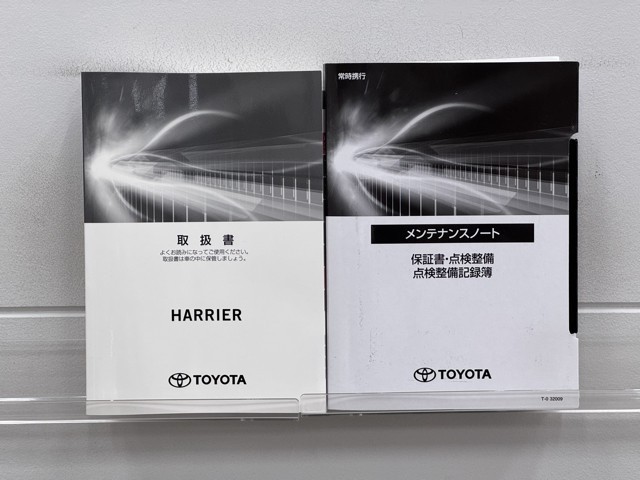 取扱書
よくお読みになってご使用ください。
取扱書は車の中に保管しましょう。
HARRIER
TOYOTA
常時携行
メンテナンスノート
保証書・点検整備
点検整備記録簿
TOYOTA
T-E 32009